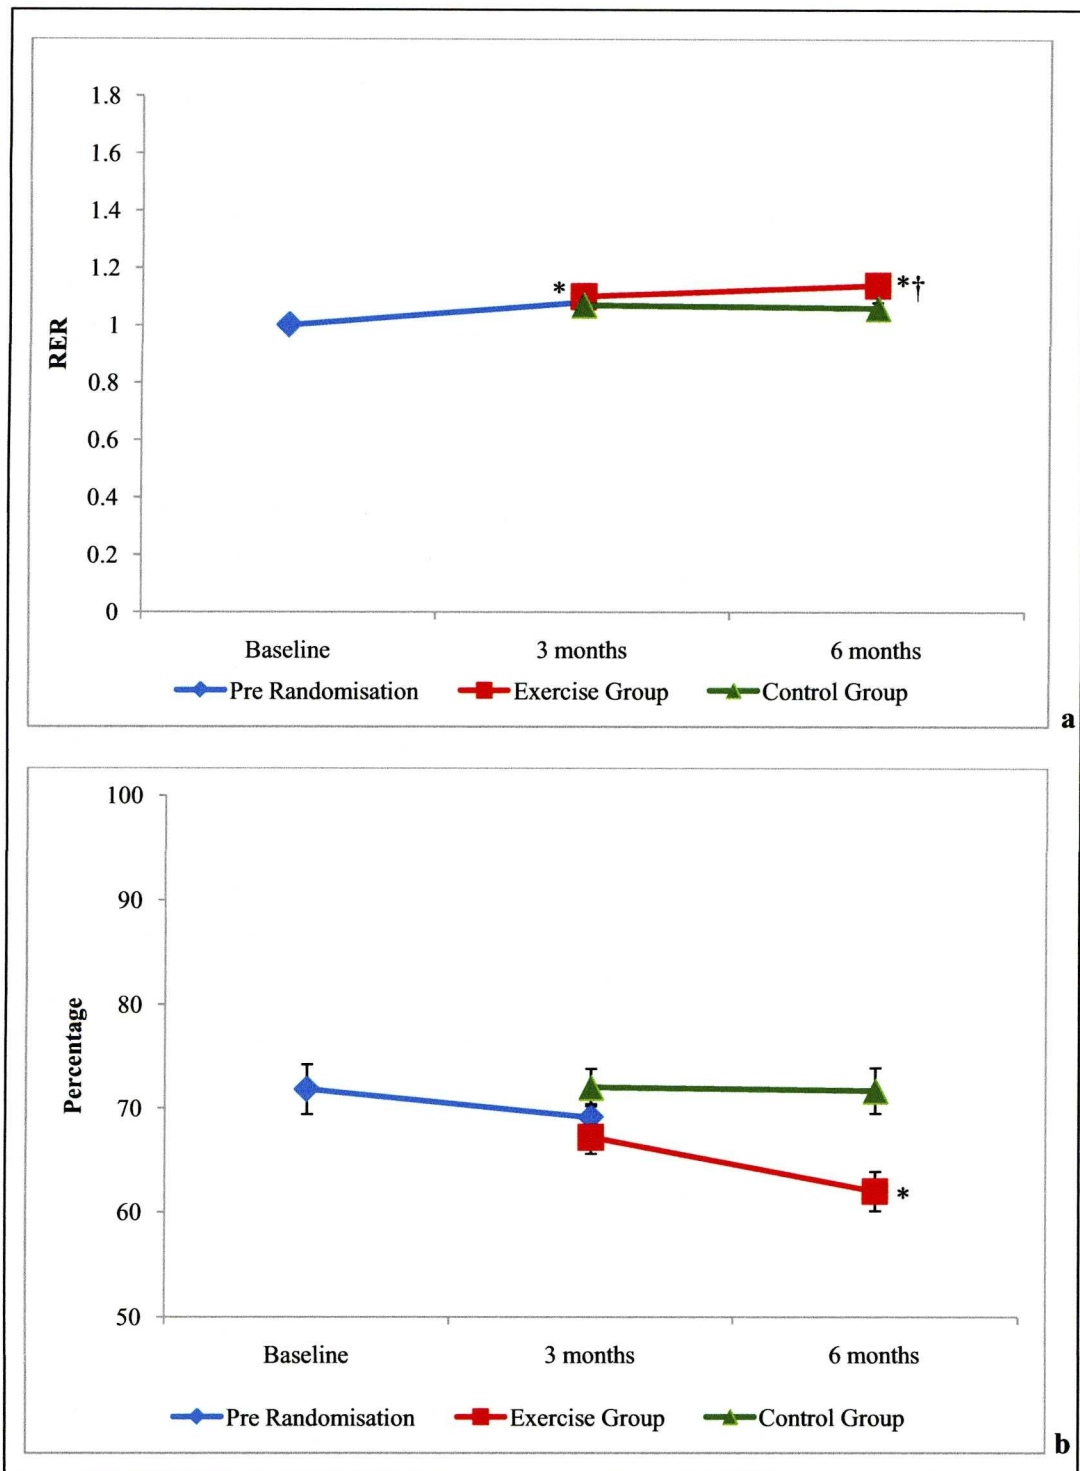 1.8
1.6
1.4
1.2
1
0.8
0.6
0.4
0.2
0
RER
*
*†
Baseline 3 months 6 months
Pre Randomisation Exercise Group Control Group
a
100
90
80
70
60
50
Percentage
*
Baseline 3 months 6 months
Pre Randomisation Exercise Group Control Group
b